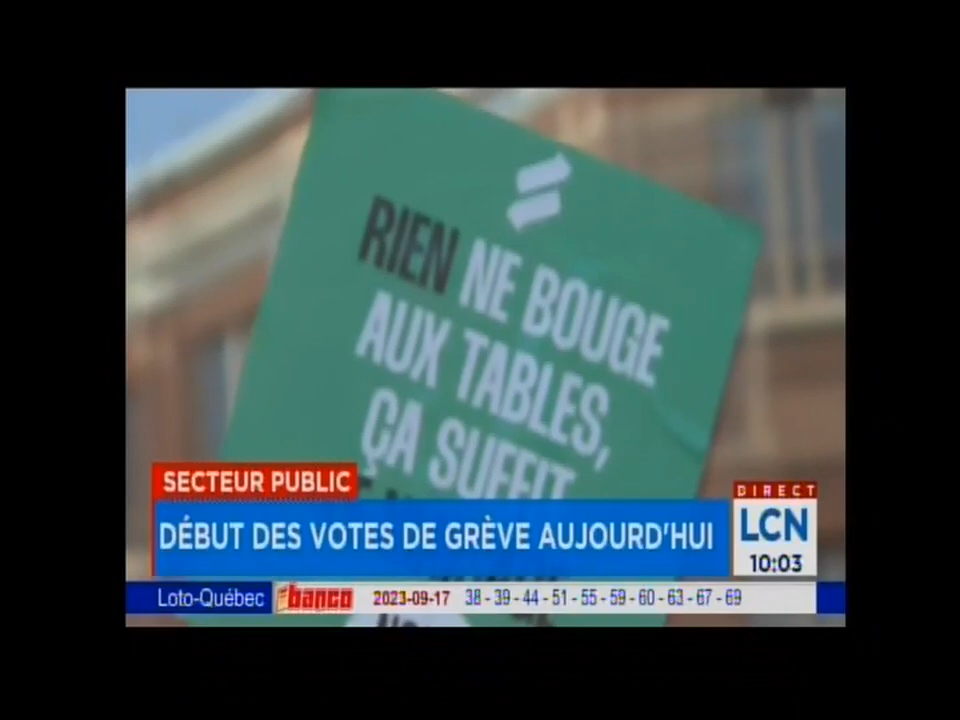 RIEN NE BOUGE
AUX TABLES,
ÇA SUFFIT
SECTEUR PUBLIC
DÉBUT DES VOTES DE GRÈVE AUJOURD'HUI
DIRECT
LCN
10:03
Loto-Québec banco 2023-09-17 38 - 39 - 44 - 51 - 55 - 59 - 60 - 63 - 67 - 69